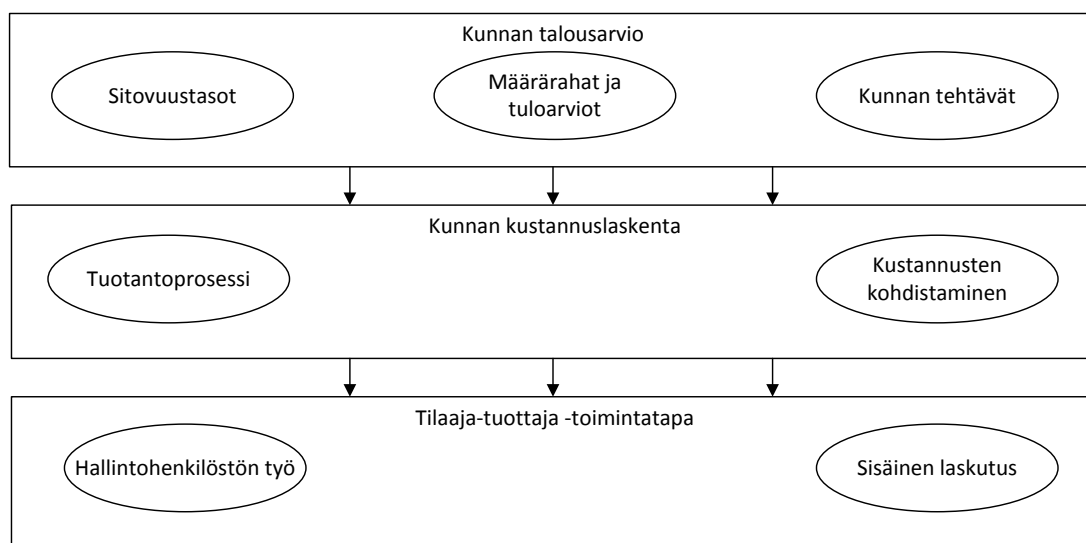 Kunnan talousarvio
Sitovuustasot
Määrärahat ja
tuloarviot
Kunnan tehtävät
Kunnan kustannuslaskenta
Tuotantoprosessi
Kustannusten
kohdistaminen
Tilaaja-tuottaja -toimintatapa
Hallintohenkilöstön työ
Sisäinen laskutus